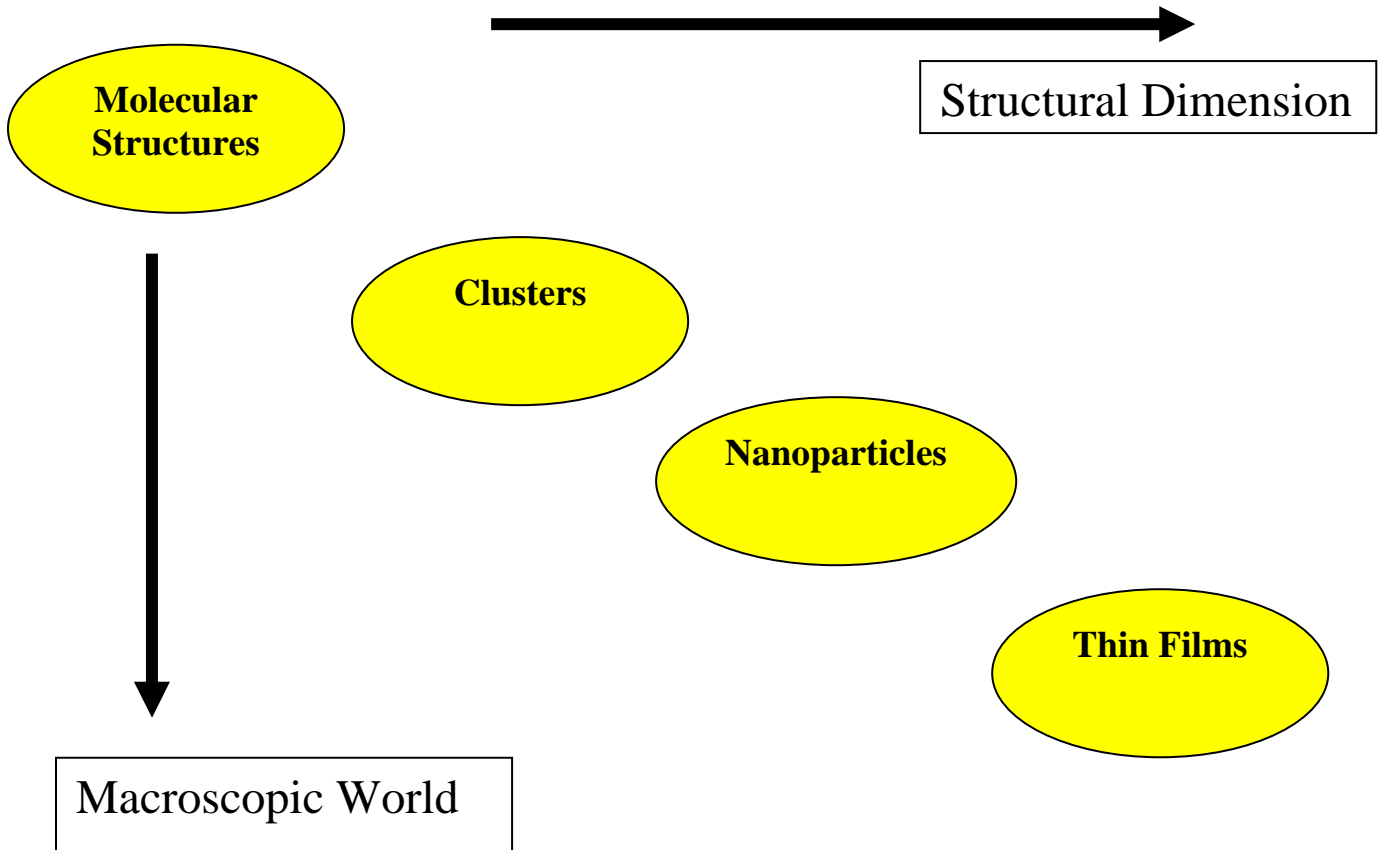 Molecular
Structures
Structural Dimension
Clusters
Nanoparticles
Thin Films
Macroscopic World